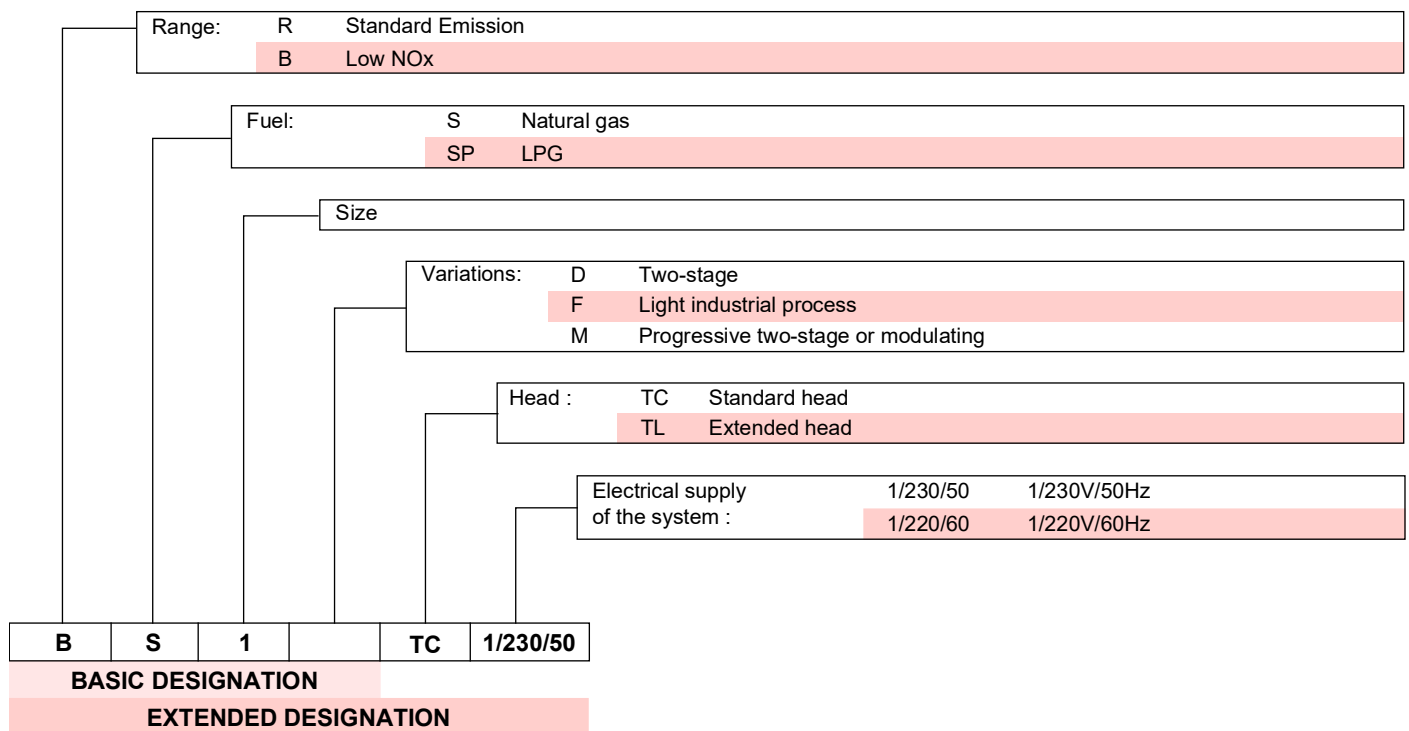 Range: R Standard Emission
B Low NOx
Fuel: S Natural gas
SP LPG
Size
Variations: D Two-stage
F Light industrial process
M Progressive two-stage or modulating
Head : TC Standard head
TL Extended head
Electrical supply 1/230/50 1/230V/50Hz
of the system : 1/220/60 1/220V/60Hz
B S 1 TC 1/230/50
BASIC DESIGNATION
EXTENDED DESIGNATION